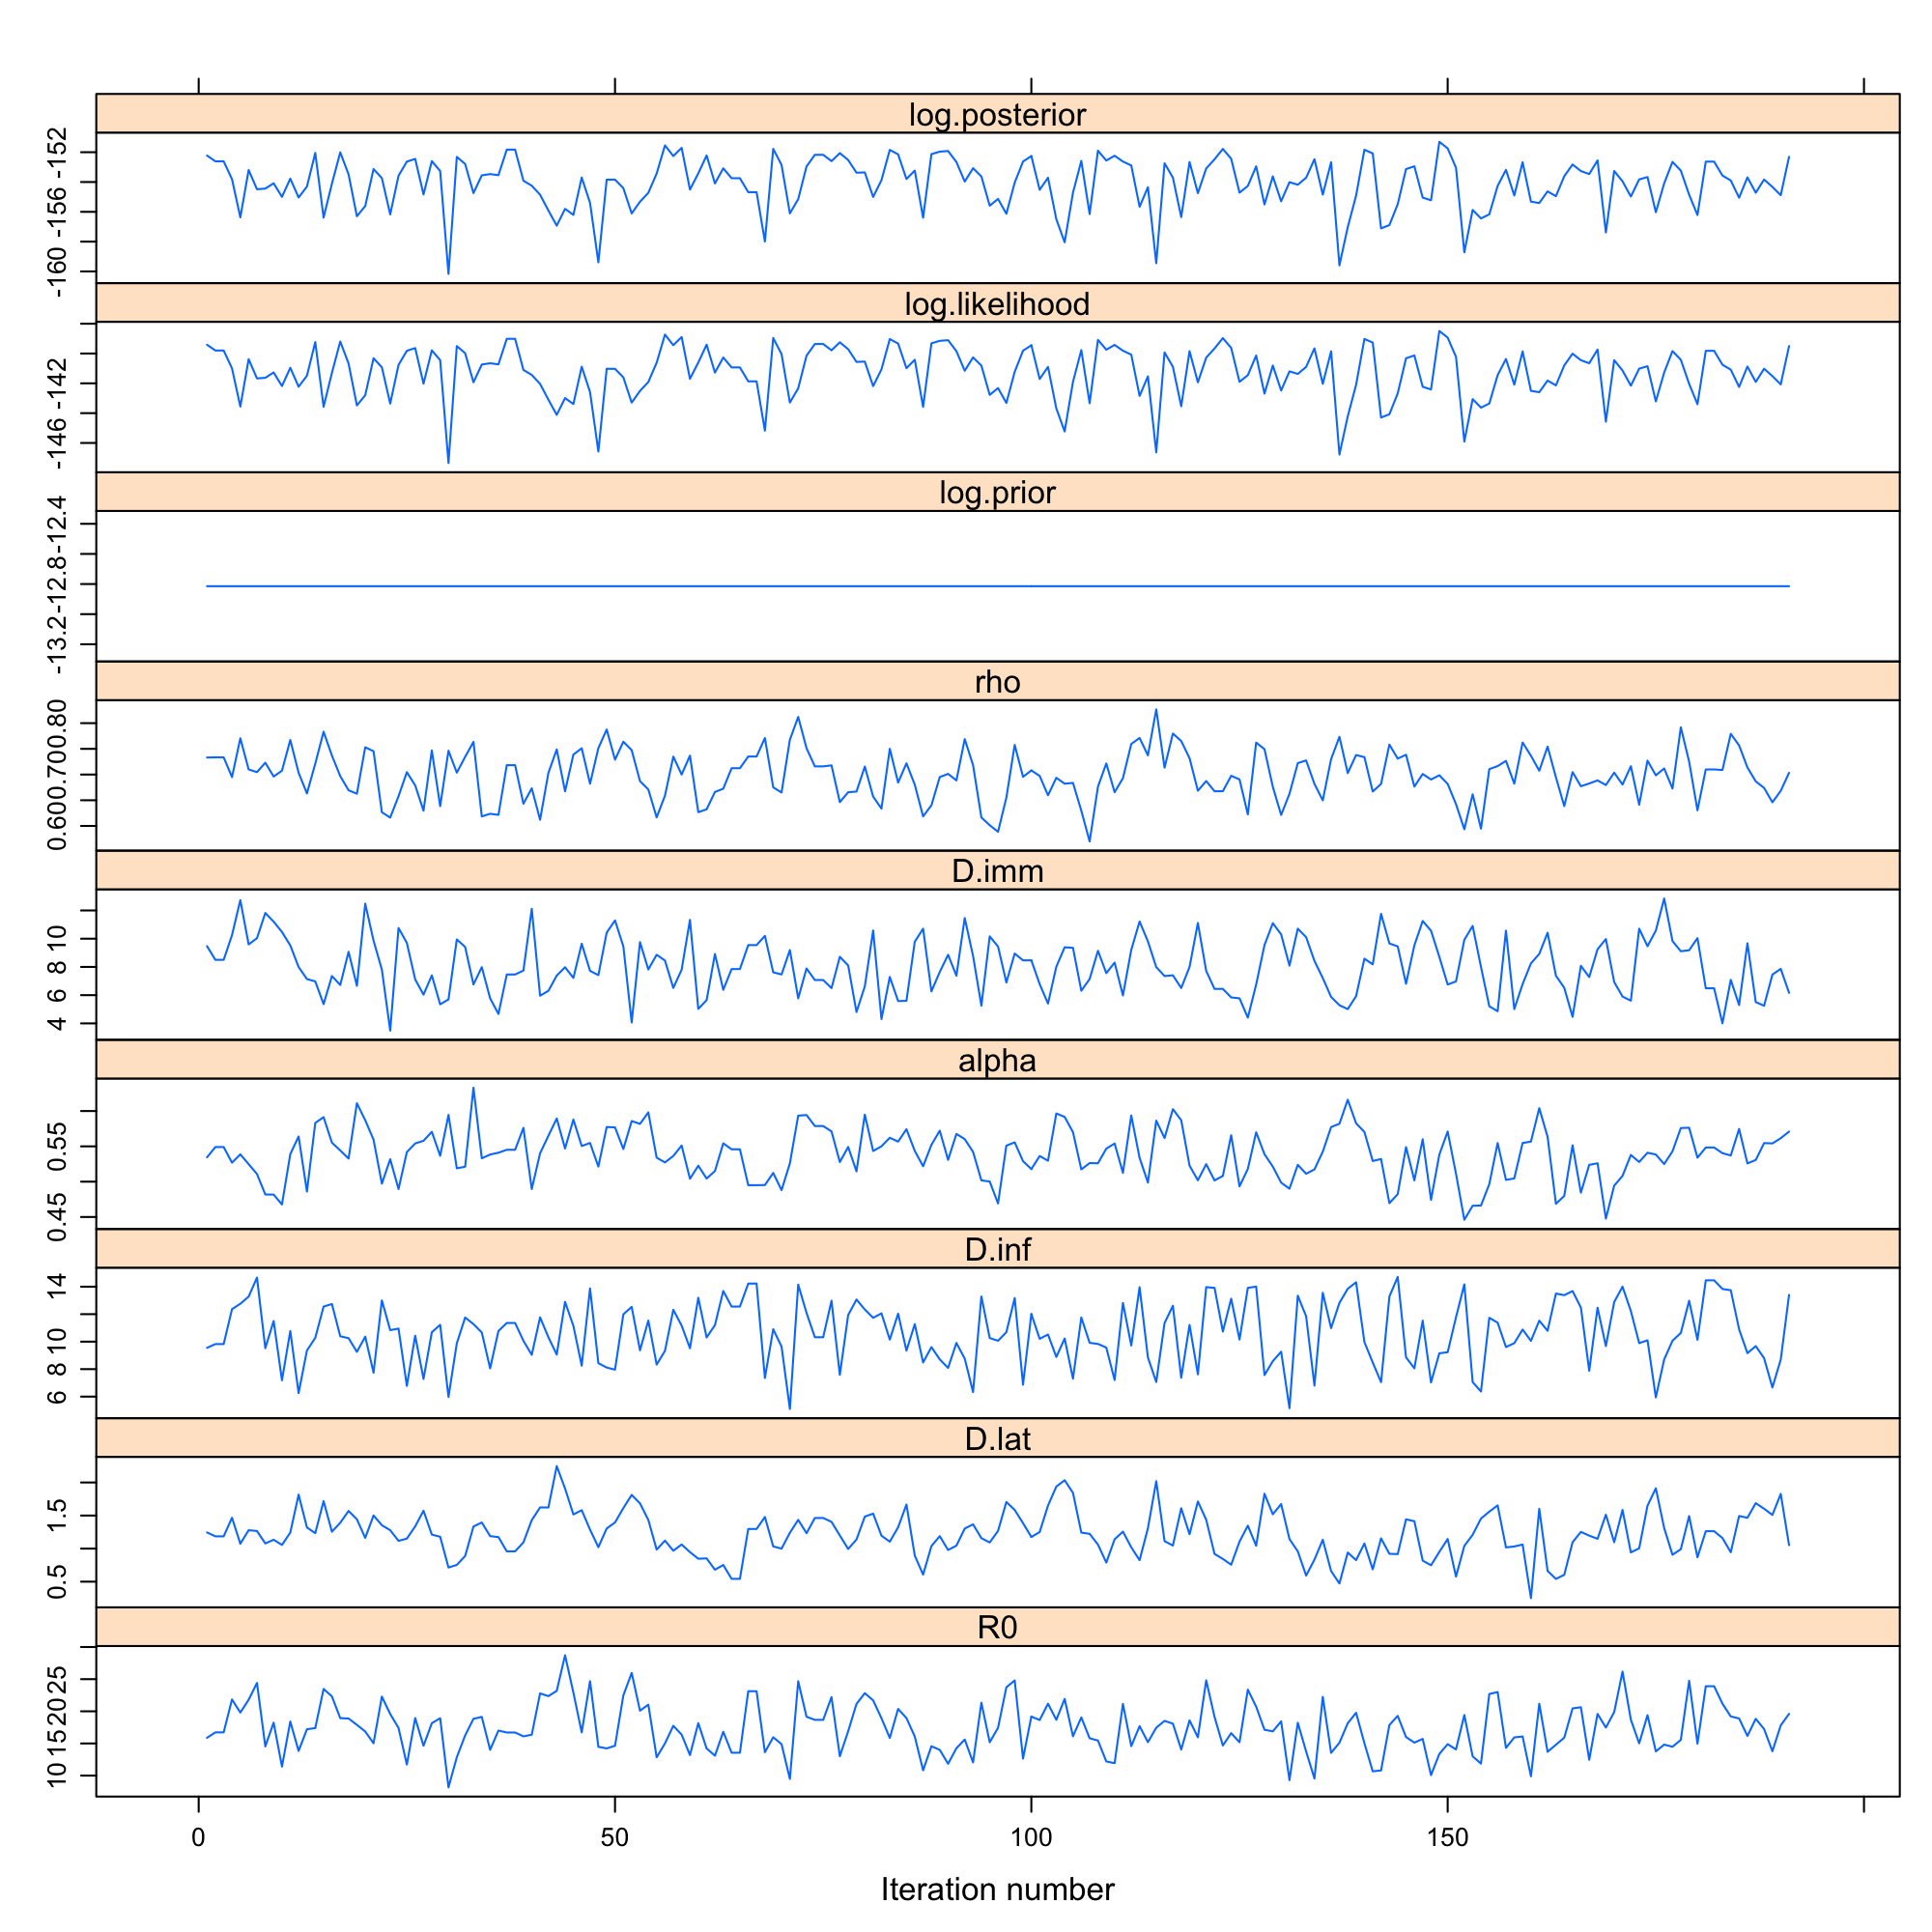 log.posterior
-160 -156 -152
log.likelihood
-146 -142
log.prior
-13.2 -12.8 -12.4
rho
0.60 0.70 0.80
D.imm
4 6 8 10
alpha
0.45 0.55
D.inf
6 8 10 14
D.lat
0.5 1.5
R0
10 15 20 25
0 50 100 150
Iteration number